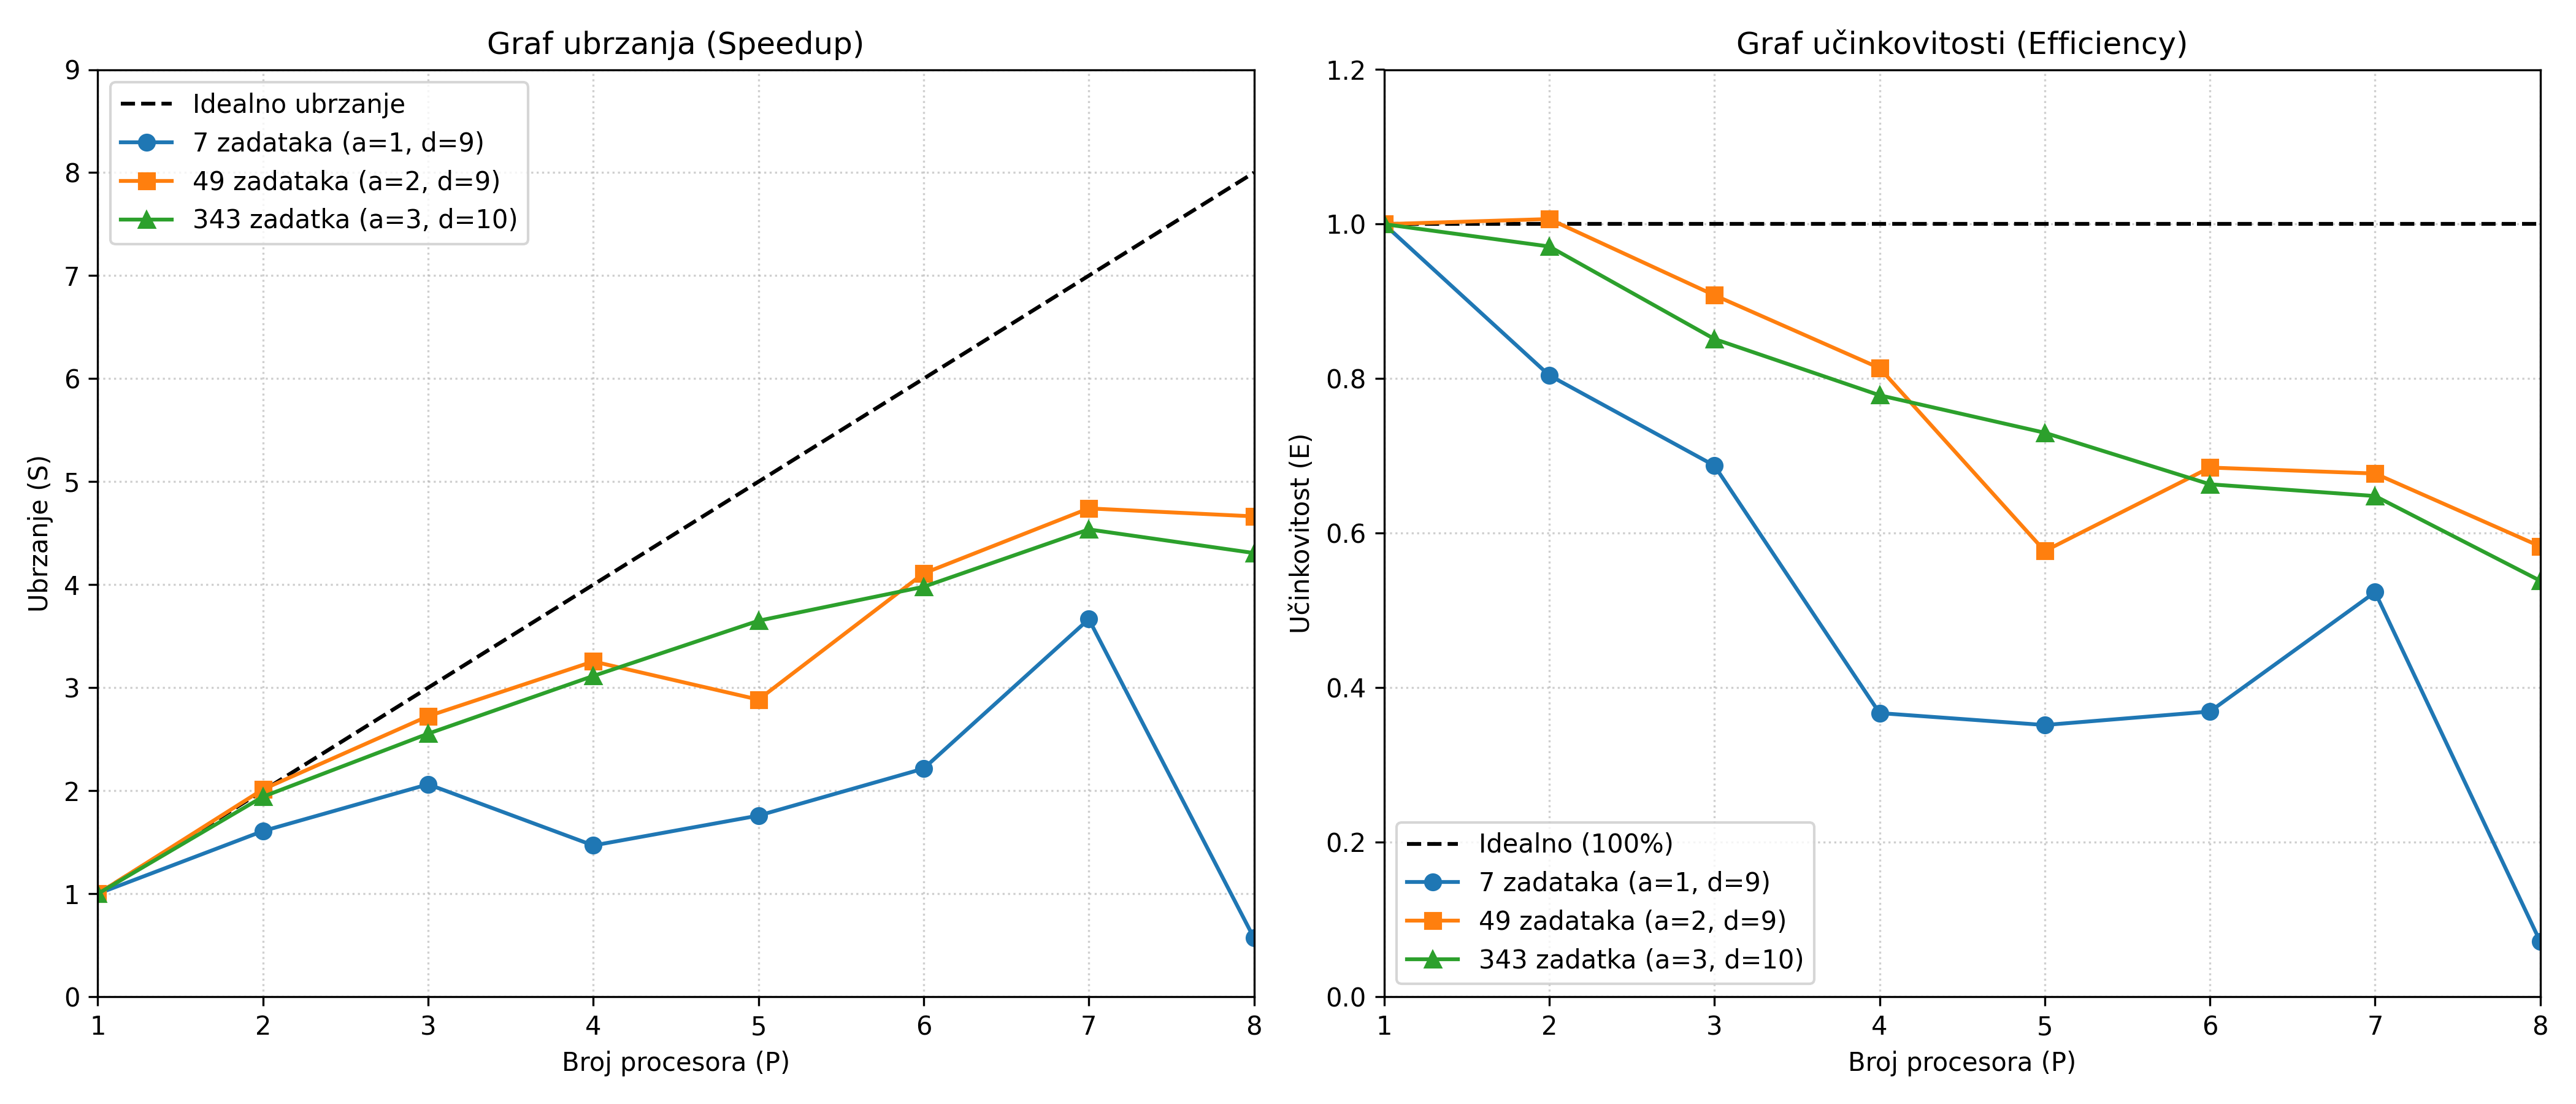 Graf ubrzanja (Speedup)
9
8
7
6
5
4
3
2
1
0
Ubrzanje (S)
Idealno ubrzanje
7 zadataka (a=1, d=9)
49 zadataka (a=2, d=9)
343 zadatka (a=3, d=10)
1 2 3 4 5 6 7 8
Broj procesora (P)
Graf učinkovitosti (Efficiency)
1.2
1.0
0.8
0.6
0.4
0.2
0.0
Učinkovitost (E)
Idealno (100%)
7 zadataka (a=1, d=9)
49 zadataka (a=2, d=9)
343 zadatka (a=3, d=10)
1 2 3 4 5 6 7 8
Broj procesora (P)